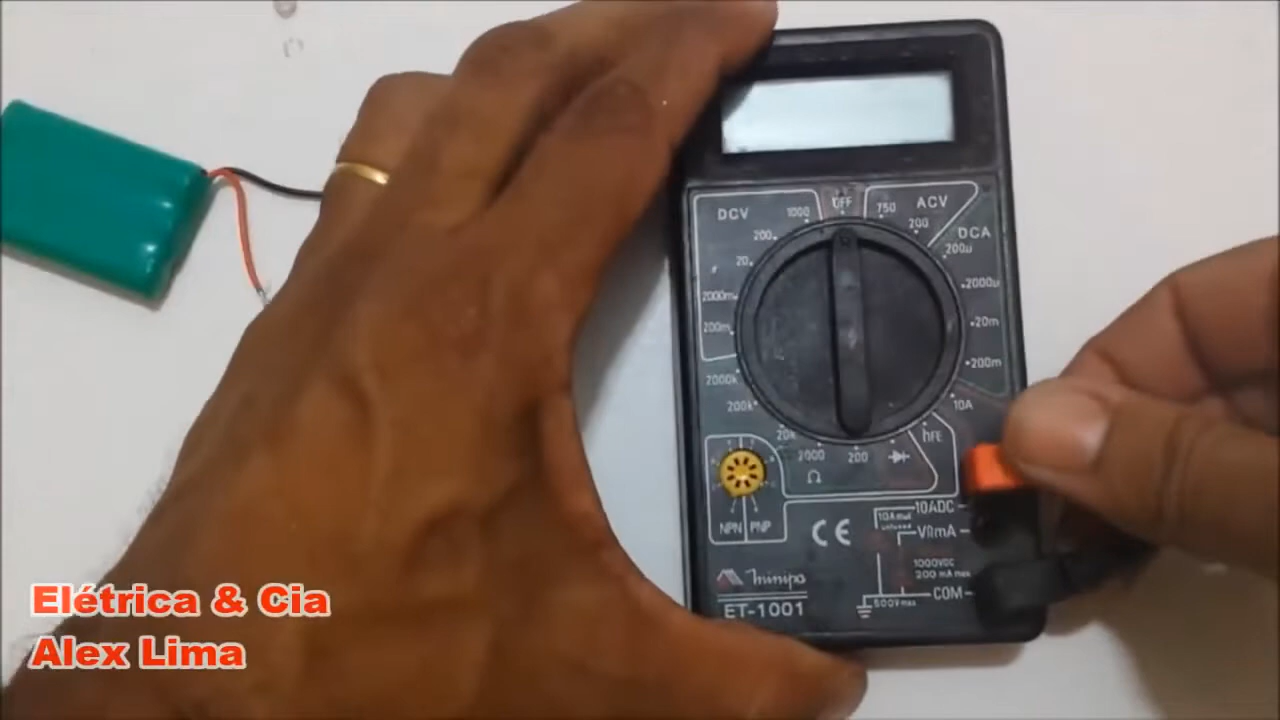 DCV
1000
OFF
750
ACV
200
200
DCA
200u
20
2000u
2000m
20m
200m
200m
2000k
200k
10A
20k
2000
200
hFE
Ω
NPN
PNP
CE
10ADC
VΩmA
1000VDC
200 mA max
COM
500V max
minipa
ET-1001
Elétrica & Cia
Alex Lima